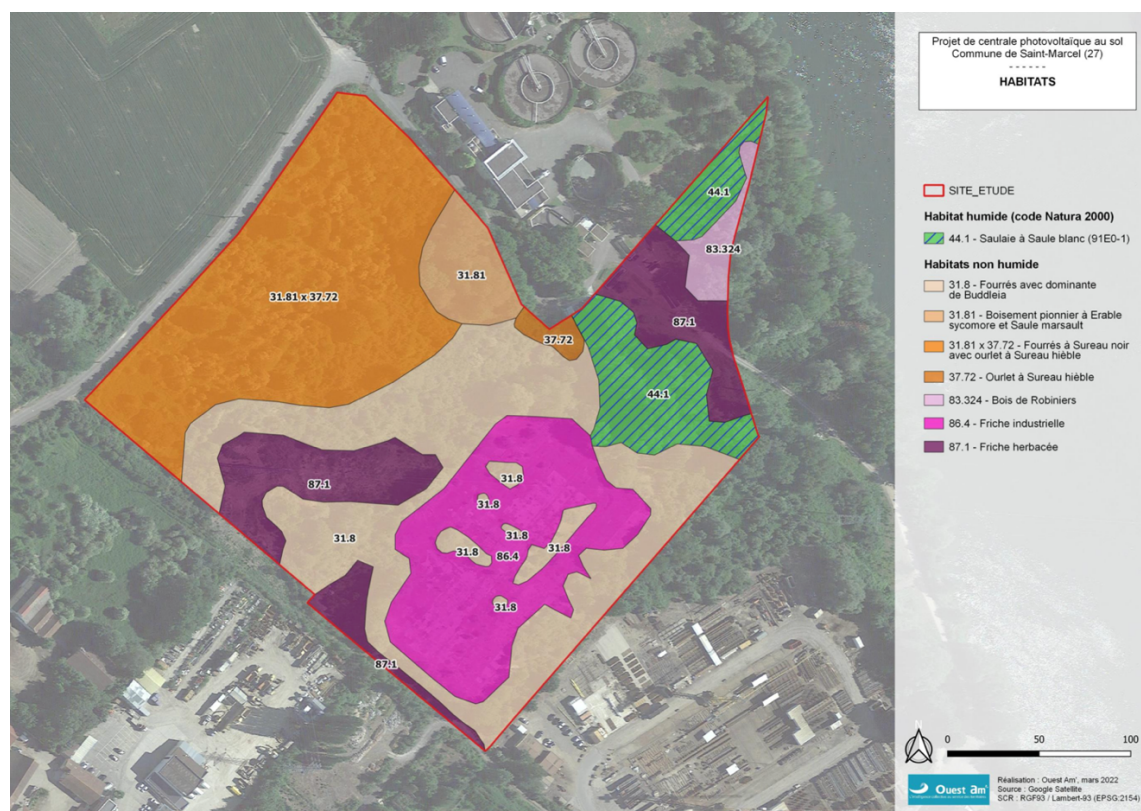 Projet de centrale photovoltaïque au sol
Commune de Saint-Marcel (27)
- - - - - -
HABITATS
SITE_ETUDE
Habitat humide (code Natura 2000)
44.1 - Saulaie à Saule blanc (91E0-1)
Habitats non humide
31.8 - Fourrés avec dominante
de Buddleia
31.81 - Boisement pionnier à Erable
sycomore et Saule marsault
31.81 x 37.72 - Fourrés à Sureau noir
avec ourlet à Sureau hièble
37.72 - Ourlet à Sureau hièble
83.324 - Bois de Robiniers
86.4 - Friche industrielle
87.1 - Friche herbacée
44.1
83.324
31.81
31.81 x 37.72
87.1
37.72
44.1
31.8
87.1
31.8
31.8
31.8
31.8
31.8
86.4
31.8
87.1
N
0 50 100
Ouest Am'
Réalisation : Ouest Am', mars 2022
Source : Google Satellite
SCR : RGF93 / Lambert-93 (EPSG:2154)